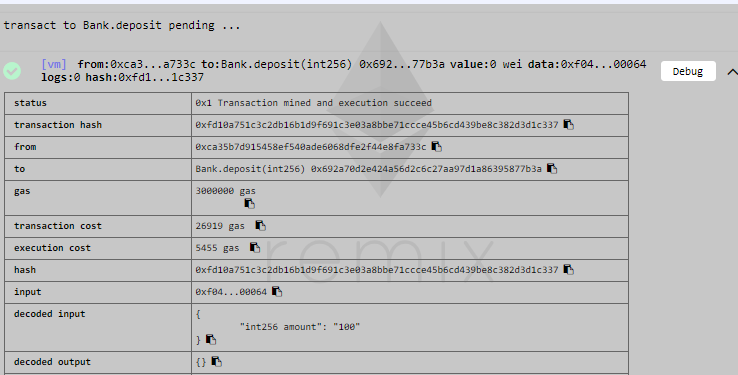 transact to Bank.deposit pending ...
[vm] from:0xca3...a733c to:Bank.deposit(int256) 0x692...77b3a value:0 wei data:0xf04...00064
logs:0 hash:0xfd1...1c337
Debug
status 0x1 Transaction mined and execution succeed
transaction hash 0xfd10a751c3c2db16b1d9f691c3e03a8bbe71ccce45b6cd439be8c382d3d1c337
from 0xca35b7d915458ef540ade6068dfe2f44e8fa733c
to Bank.deposit(int256) 0x692a70d2e424a56d2c6c27aa97d1a86395877b3a
gas 3000000 gas
transaction cost 26919 gas
execution cost 5455 gas
hash 0xfd10a751c3c2db16b1d9f691c3e03a8bbe71ccce45b6cd439be8c382d3d1c337
input 0xf04...00064
decoded input {
"int256 amount": "100"
}
decoded output {}
remix